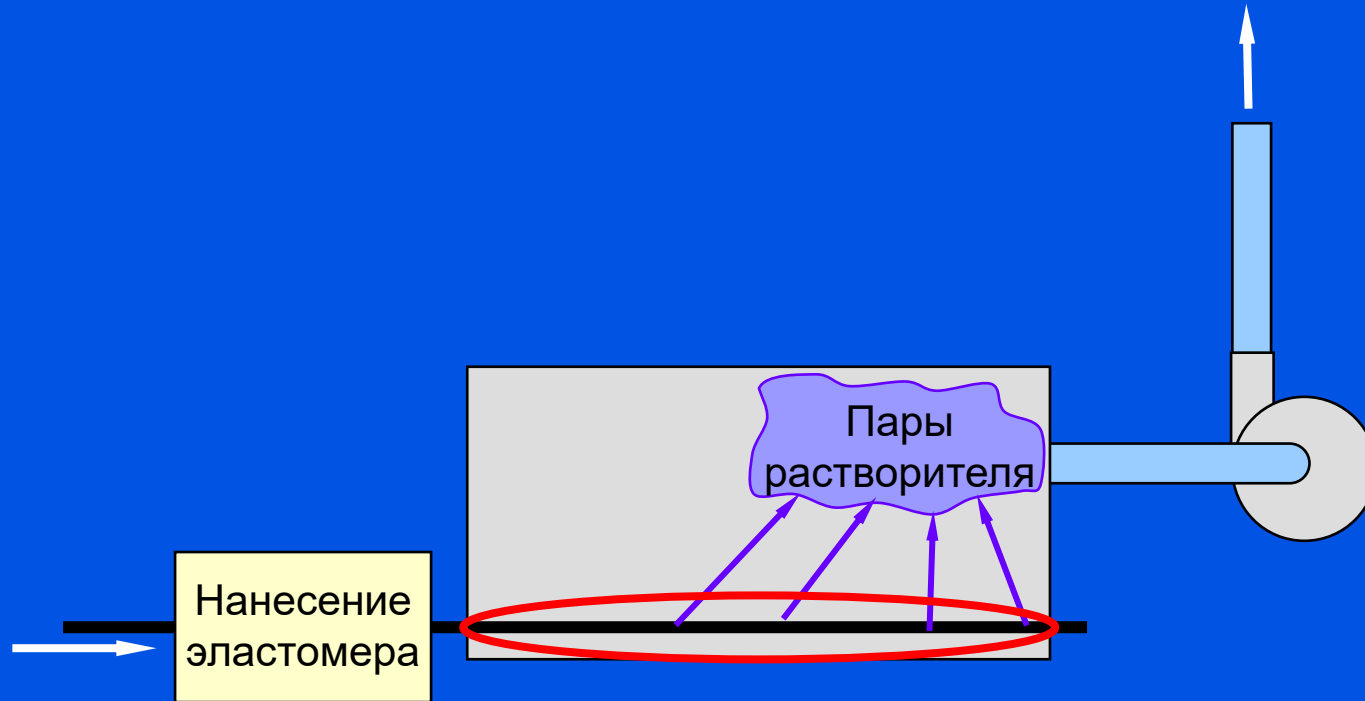 Пары
растворителя
Нанесение
эластомера